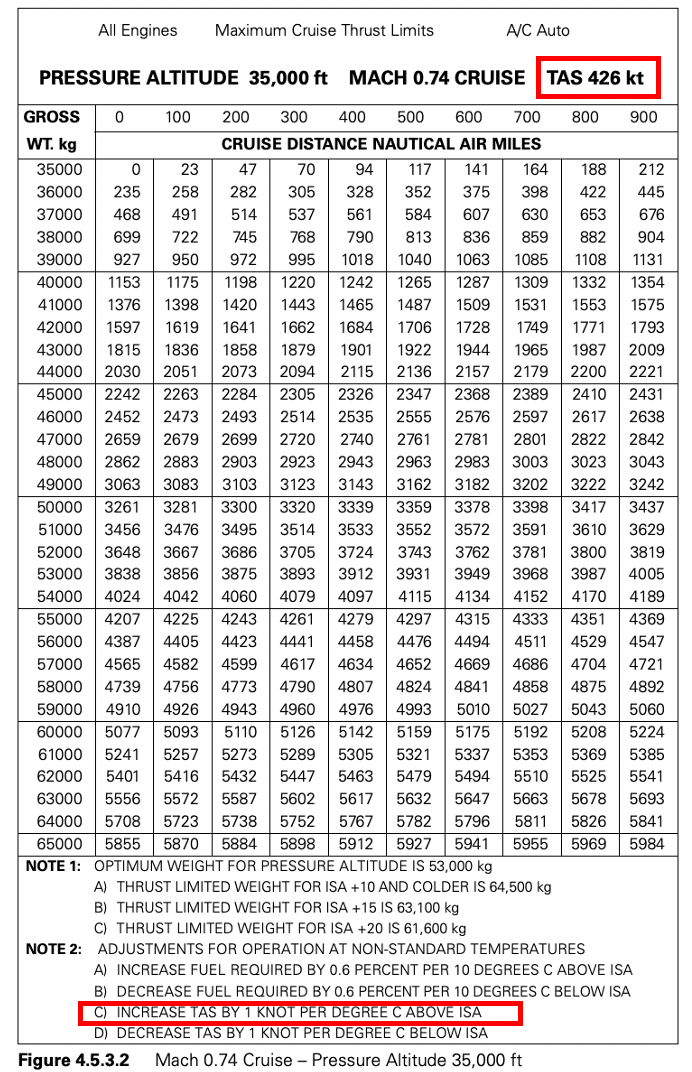 All Engines Maximum Cruise Thrust Limits A/C Auto
PRESSURE ALTITUDE 35,000 ft MACH 0.74 CRUISE TAS 426 kt
GROSS 0 100 200 300 400 500 600 700 800 900
WT. kg CRUISE DISTANCE NAUTICAL AIR MILES
35000 0 23 47 70 94 117 141 164 188 212
36000 235 258 282 305 328 352 375 398 422 445
37000 468 491 514 537 561 584 607 630 653 676
38000 699 722 745 768 790 813 836 859 882 904
39000 927 950 972 995 1018 1040 1063 1085 1108 1131
40000 1153 1175 1198 1220 1242 1265 1287 1309 1332 1354
41000 1376 1398 1420 1443 1465 1487 1509 1531 1553 1575
42000 1597 1619 1641 1662 1684 1706 1728 1749 1771 1793
43000 1815 1836 1858 1879 1901 1922 1944 1965 1987 2009
44000 2030 2051 2073 2094 2115 2136 2157 2179 2200 2221
45000 2242 2263 2284 2305 2326 2347 2368 2389 2410 2431
46000 2452 2473 2493 2514 2535 2555 2576 2597 2617 2638
47000 2659 2679 2699 2720 2740 2761 2781 2801 2822 2842
48000 2862 2883 2903 2923 2943 2963 2983 3003 3023 3043
49000 3063 3083 3103 3123 3143 3162 3182 3202 3222 3242
50000 3261 3281 3300 3320 3339 3359 3378 3398 3417 3437
51000 3456 3476 3495 3514 3533 3552 3572 3591 3610 3629
52000 3648 3667 3686 3705 3724 3743 3762 3781 3800 3819
53000 3838 3856 3875 3893 3912 3931 3949 3968 3987 4005
54000 4024 4042 4060 4079 4097 4115 4134 4152 4170 4189
55000 4207 4225 4243 4261 4279 4297 4315 4333 4351 4369
56000 4387 4405 4423 4441 4458 4476 4494 4511 4529 4547
57000 4565 4582 4599 4617 4634 4652 4669 4686 4704 4721
58000 4739 4756 4773 4790 4807 4824 4841 4858 4875 4892
59000 4910 4926 4943 4960 4976 4993 5010 5027 5043 5060
60000 5077 5093 5110 5126 5142 5159 5175 5192 5208 5224
61000 5241 5257 5273 5289 5305 5321 5337 5353 5369 5385
62000 5401 5416 5432 5447 5463 5479 5494 5510 5525 5541
63000 5556 5572 5587 5602 5617 5632 5647 5663 5678 5693
64000 5708 5723 5738 5752 5767 5782 5796 5811 5826 5841
65000 5855 5870 5884 5898 5912 5927 5941 5955 5969 5984
NOTE 1: OPTIMUM WEIGHT FOR PRESSURE ALTITUDE IS 53,000 kg
A) THRUST LIMITED WEIGHT FOR ISA +10 AND COLDER IS 64,500 kg
B) THRUST LIMITED WEIGHT FOR ISA +15 IS 63,100 kg
C) THRUST LIMITED WEIGHT FOR ISA +20 IS 61,600 kg
NOTE 2: ADJUSTMENTS FOR OPERATION AT NON-STANDARD TEMPERATURES
A) INCREASE FUEL REQUIRED BY 0.6 PERCENT PER 10 DEGREES C ABOVE ISA
B) DECREASE FUEL REQUIRED BY 0.6 PERCENT PER 10 DEGREES C BELOW ISA
C) INCREASE TAS BY 1 KNOT PER DEGREE C ABOVE ISA
D) DECREASE TAS BY 1 KNOT PER DEGREE C BELOW ISA
Figure 4.5.3.2 Mach 0.74 Cruise – Pressure Altitude 35,000 ft